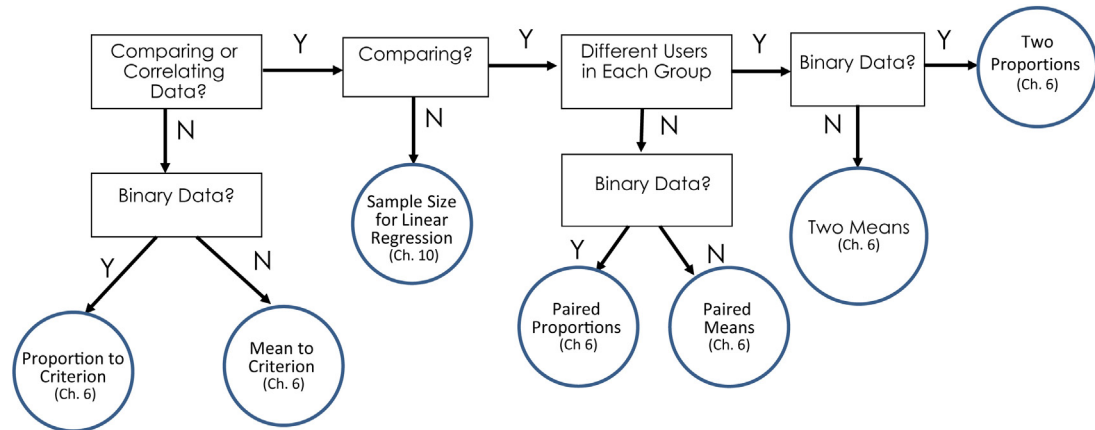 Y
Y
Y
Y
Comparing or
Correlating
Data?
Comparing?
Different Users
in Each Group
Binary Data?
Two
Proportions
(Ch. 6)
N
N
N
N
Binary Data?
Sample Size
for Linear
Regression
(Ch. 10)
Binary Data?
Two Means
(Ch. 6)
Y
N
Y
N
Proportion to
Criterion
(Ch. 6)
Mean to
Criterion
(Ch. 6)
Paired
Proportions
(Ch 6)
Paired
Means
(Ch. 6)